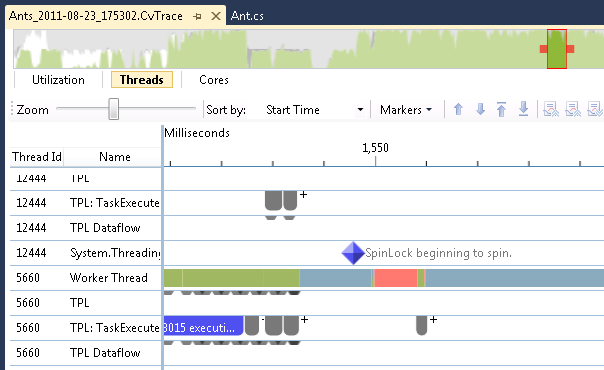 Ants_2011-08-23_175302.CvTrace Ant.cs
Utilization Threads Cores
Zoom Sort by: Start Time Markers
Milliseconds
Thread Id Name 1,550
12444 TPL
12444 TPL: TaskExecute +
12444 TPL Dataflow
12444 System.Threading SpinLock beginning to spin.
5660 Worker Thread
5660 TPL
5660 TPL: TaskExecute 3015 executi... + +
5660 TPL Dataflow